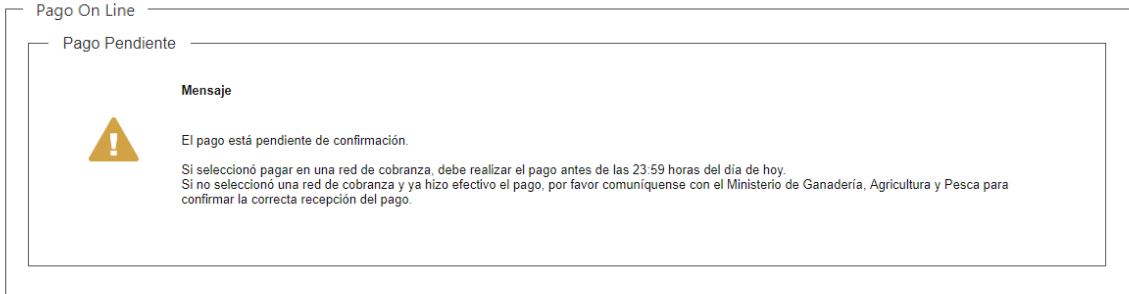 Pago On Line
Pago Pendiente
Mensaje
El pago está pendiente de confirmación.
Si seleccionó pagar en una red de cobranza, debe realizar el pago antes de las 23:59 horas del día de hoy.
Si no seleccionó una red de cobranza y ya hizo efectivo el pago, por favor comuníquense con el Ministerio de Ganadería, Agricultura y Pesca para
confirmar la correcta recepción del pago.